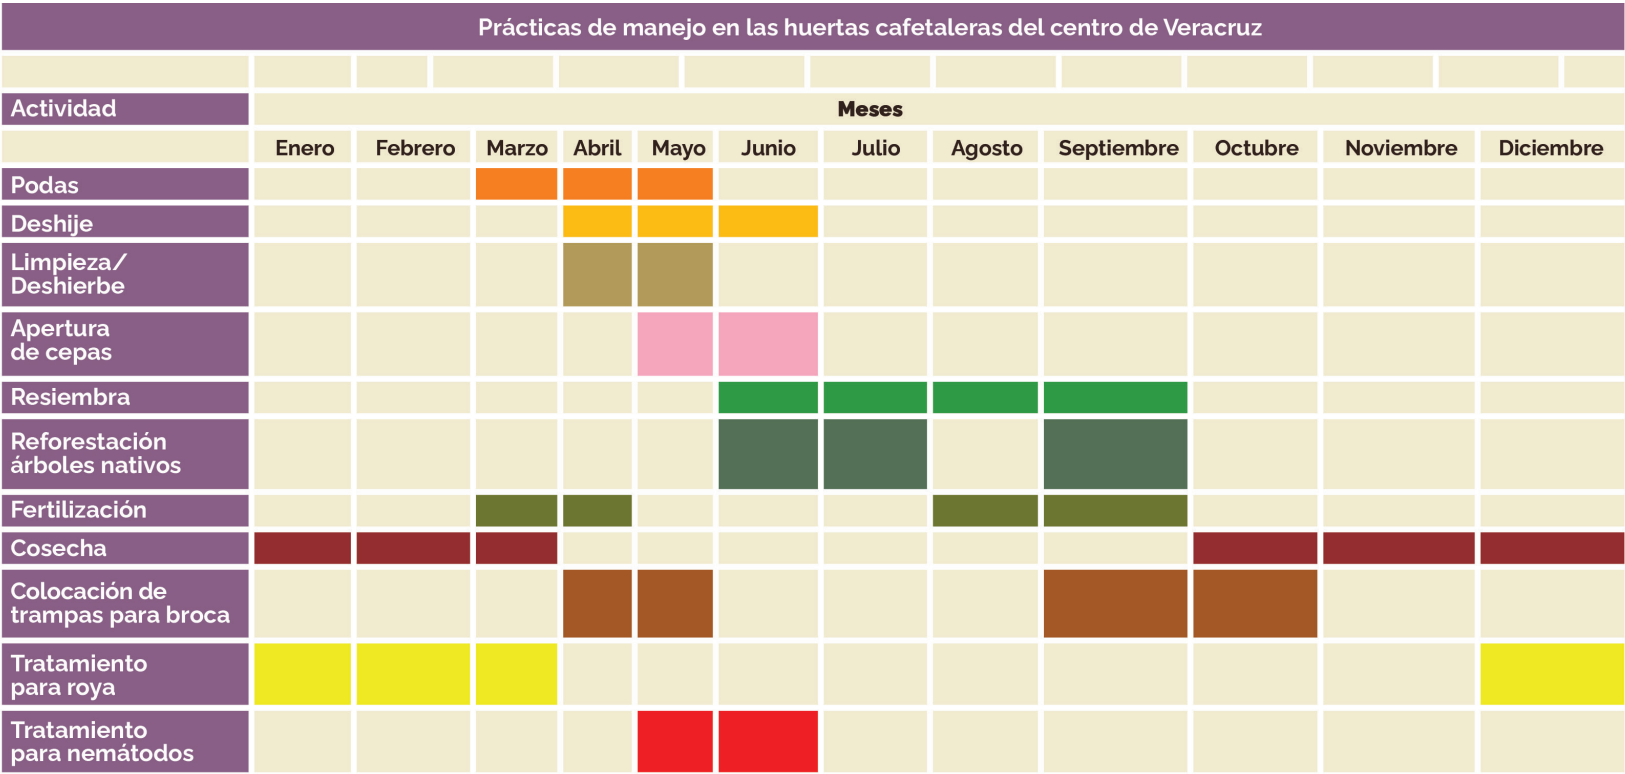 Prácticas de manejo en las huertas cafetaleras del centro de Veracruz
Actividad
Meses
Enero Febrero Marzo Abril Mayo Junio Julio Agosto Septiembre Octubre Noviembre Diciembre
Podas
Deshije
Limpieza/
Deshierbe
Apertura
de cepas
Resiembra
Reforestación
árboles nativos
Fertilización
Cosecha
Colocación de
trampas para broca
Tratamiento
para roya
Tratamiento
para nemátodos